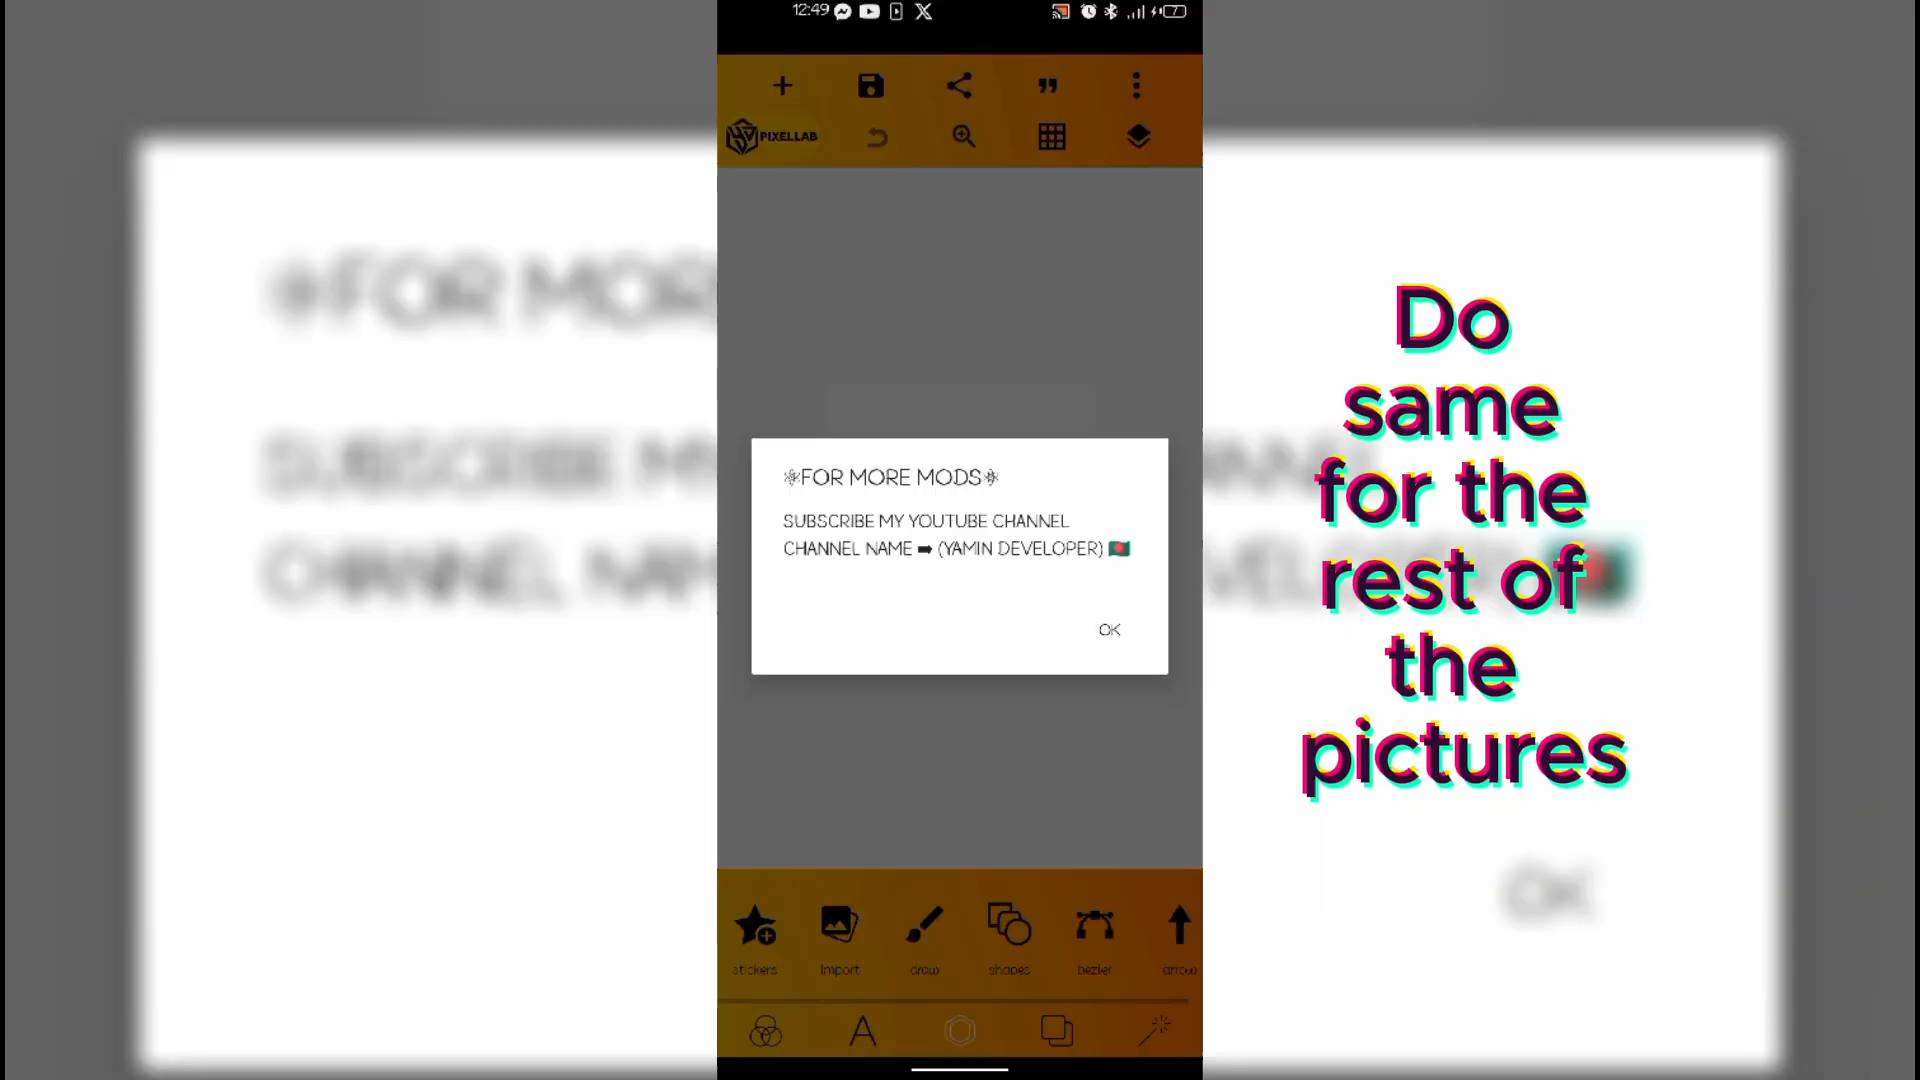 12:49
7
PIXELLAB
⚛FOR MORE MODS⚛
SUBSCRIBE MY YOUTUBE CHANNEL
CHANNEL NAME ➡ (YAMIN DEVELOPER) 🇧🇩
OK
stickers
import
draw
shapes
bezier
arrow
A
Do
same
for the
rest of
the
pictures